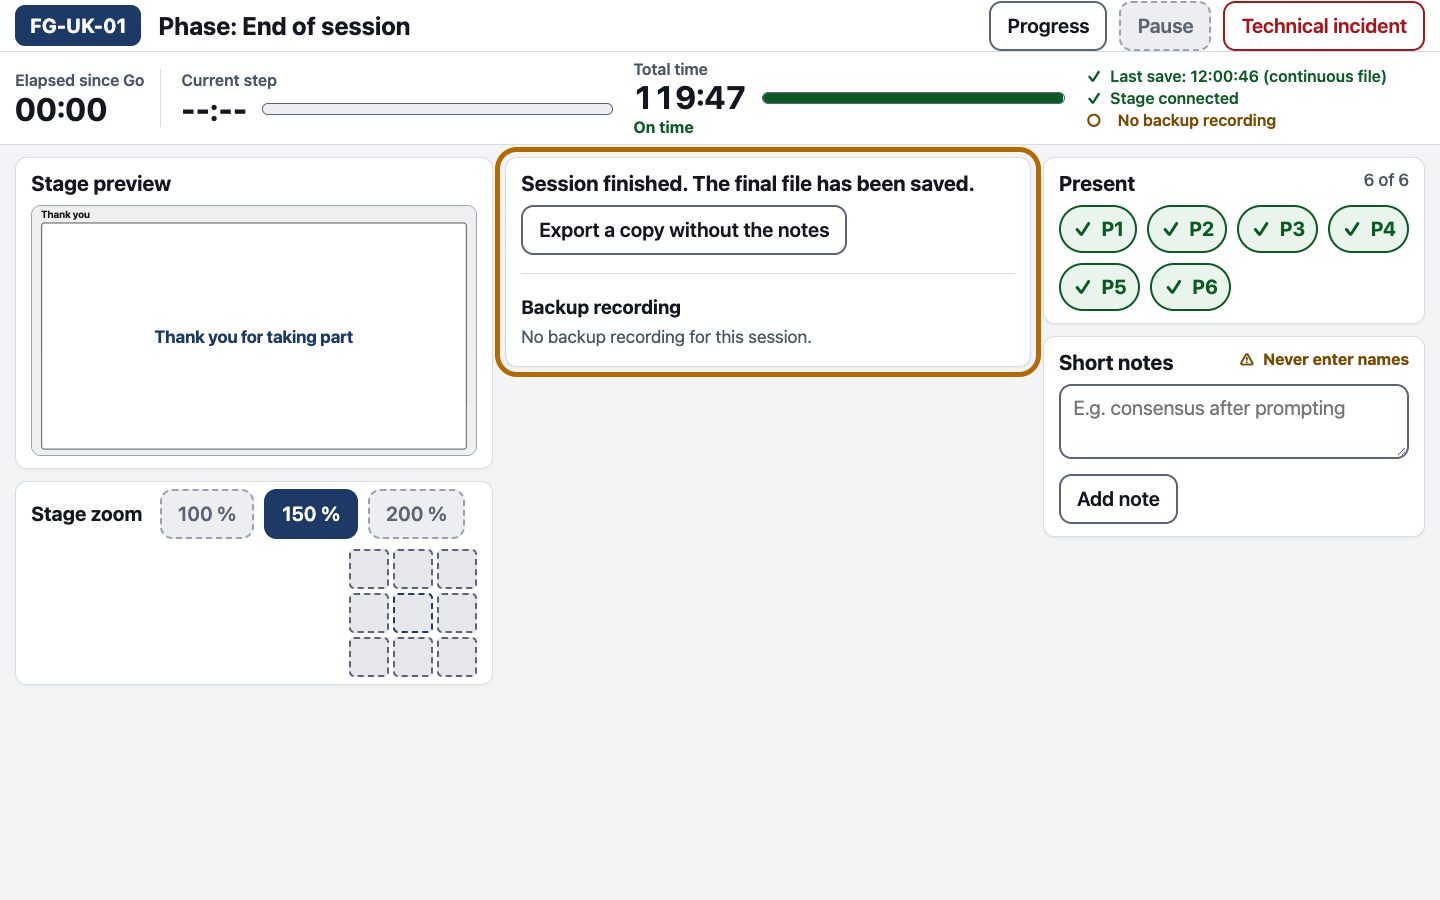 FG-UK-01 Phase: End of session Progress Pause Technical incident
Elapsed since Go
00:00
Current step
--:--
Total time
119:47
On time
Last save: 12:00:46 (continuous file)
Stage connected
No backup recording
Stage preview
Thank you
Thank you for taking part
Stage zoom 100 % 150 % 200 %
Session finished. The final file has been saved.
Export a copy without the notes
Backup recording
No backup recording for this session.
Present 6 of 6
P1 P2 P3 P4
P5 P6
Short notes Never enter names
E.g. consensus after prompting
Add note